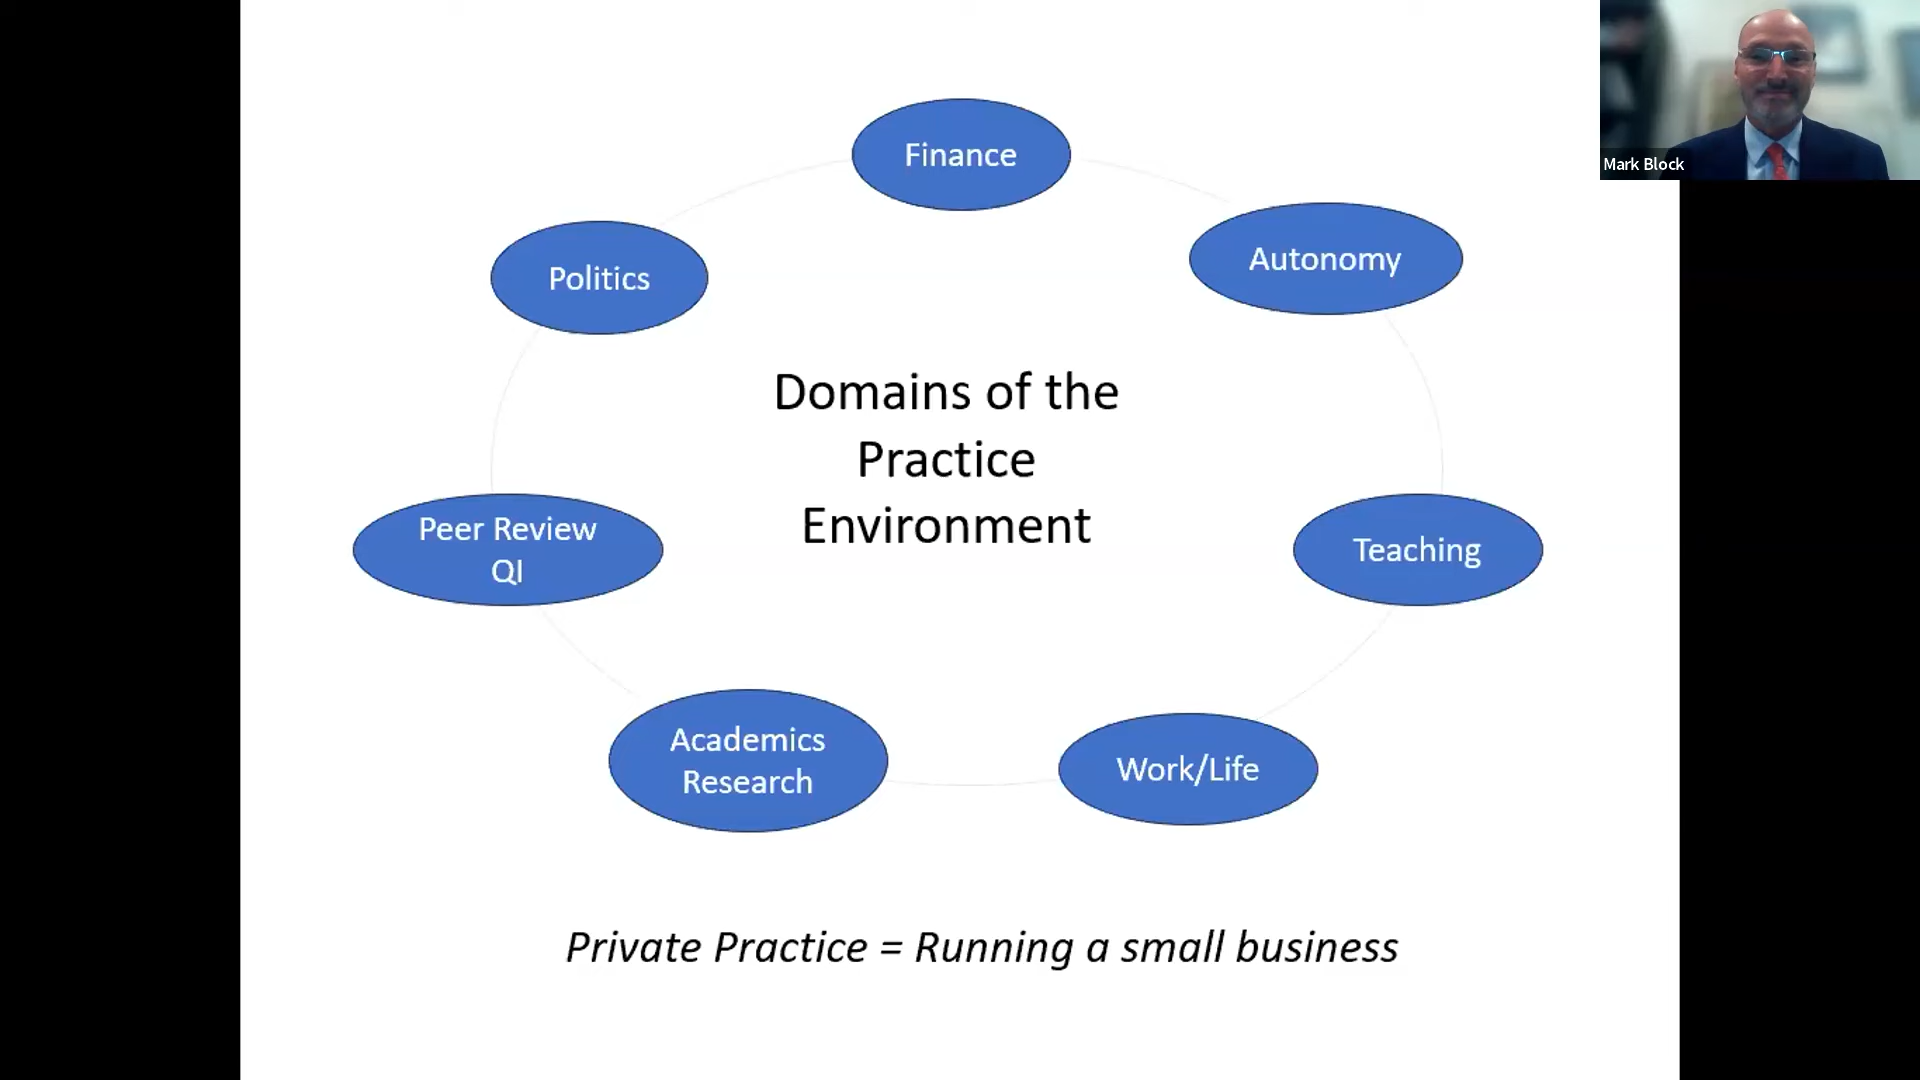 Mark Block
Finance
Autonomy
Politics
Domains of the
Practice
Environment
Peer Review
QI
Teaching
Academics
Research
Work/Life
Private Practice = Running a small business